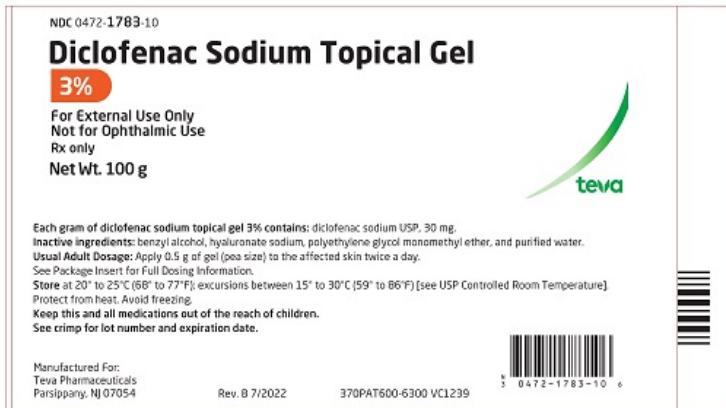 NDC 0472-1783-10
Diclofenac Sodium Topical Gel
3%
For External Use Only
Not for Ophthalmic Use
Rx only
Net Wt. 100 g
teva
Each gram of diclofenac sodium topical gel 3% contains: diclofenac sodium USP, 30 mg.
Inactive ingredients: benzyl alcohol, hyaluronate sodium, polyethylene glycol monomethyl ether, and purified water.
Usual Adult Dosage: Apply 0.5 g of gel (pea size) to the affected skin twice a day.
See Package Insert for Full Dosing Information.
Store at 20° to 25°C (68° to 77°F); excursions between 15° to 30°C (59° to 86°F) [see USP Controlled Room Temperature].
Protect from heat. Avoid freezing.
Keep this and all medications out of the reach of children.
See crimp for lot number and expiration date.
Manufactured For:
Teva Pharmaceuticals
Parsippany, NJ 07054
Rev. B 7/2022
370PAT600-6300 VC1239
N
3 0472-1783-10 6